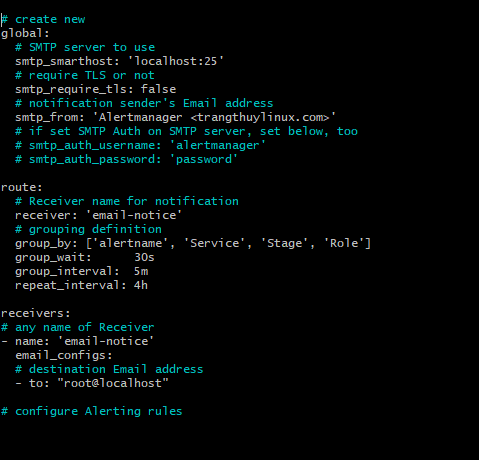 # create new
global:
  # SMTP server to use
  smtp_smarthost: 'localhost:25'
  # require TLS or not
  smtp_require_tls: false
  # notification sender's Email address
  smtp_from: 'Alertmanager <trangthuylinux.com>'
  # if set SMTP Auth on SMTP server, set below, too
  # smtp_auth_username: 'alertmanager'
  # smtp_auth_password: 'password'

route:
  # Receiver name for notification
  receiver: 'email-notice'
  # grouping definition
  group_by: ['alertname', 'Service', 'Stage', 'Role']
  group_wait:      30s
  group_interval:  5m
  repeat_interval: 4h

receivers:
# any name of Receiver
- name: 'email-notice'
  email_configs:
  # destination Email address
  - to: "root@localhost"

# configure Alerting rules